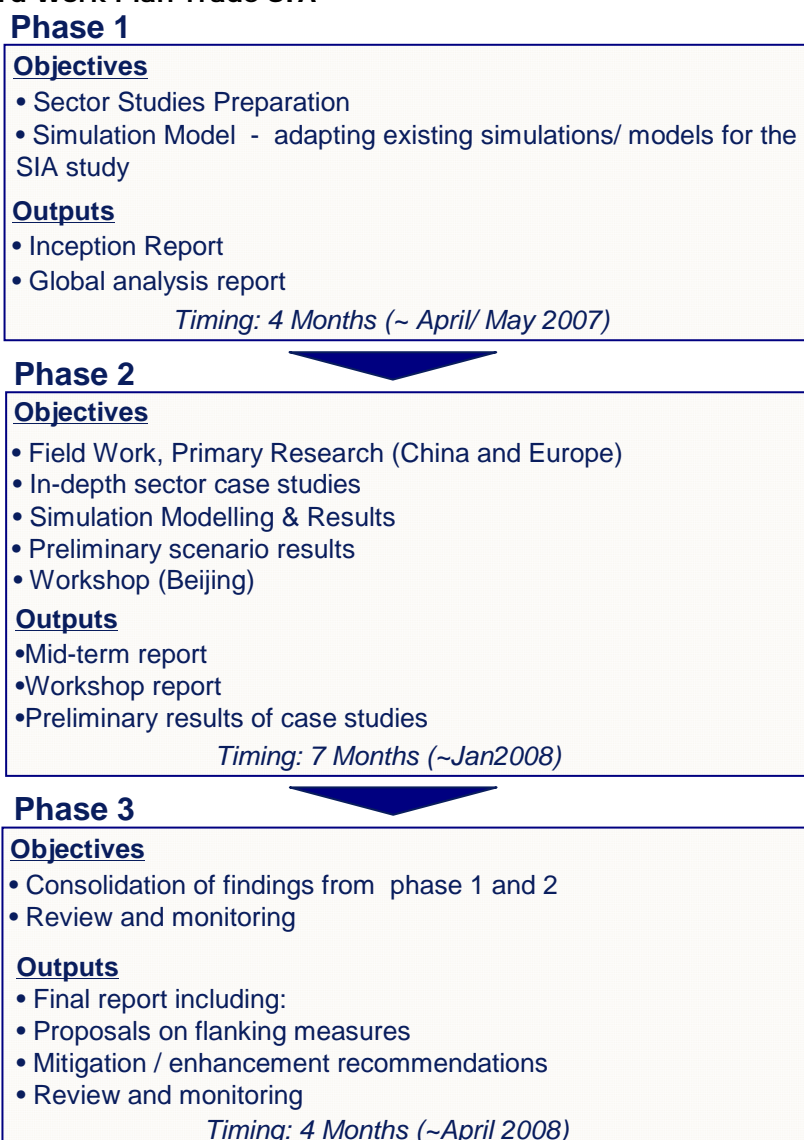 Work Plan Trade SIA
Phase 1
Objectives
• Sector Studies Preparation
• Simulation Model - adapting existing simulations/ models for the
SIA study
Outputs
• Inception Report
• Global analysis report
Timing: 4 Months (~ April/ May 2007)
Phase 2
Objectives
• Field Work, Primary Research (China and Europe)
• In-depth sector case studies
• Simulation Modelling & Results
• Preliminary scenario results
• Workshop (Beijing)
Outputs
•Mid-term report
•Workshop report
•Preliminary results of case studies
Timing: 7 Months (~Jan2008)
Phase 3
Objectives
• Consolidation of findings from phase 1 and 2
• Review and monitoring
Outputs
• Final report including:
• Proposals on flanking measures
• Mitigation / enhancement recommendations
• Review and monitoring
Timing: 4 Months (~April 2008)